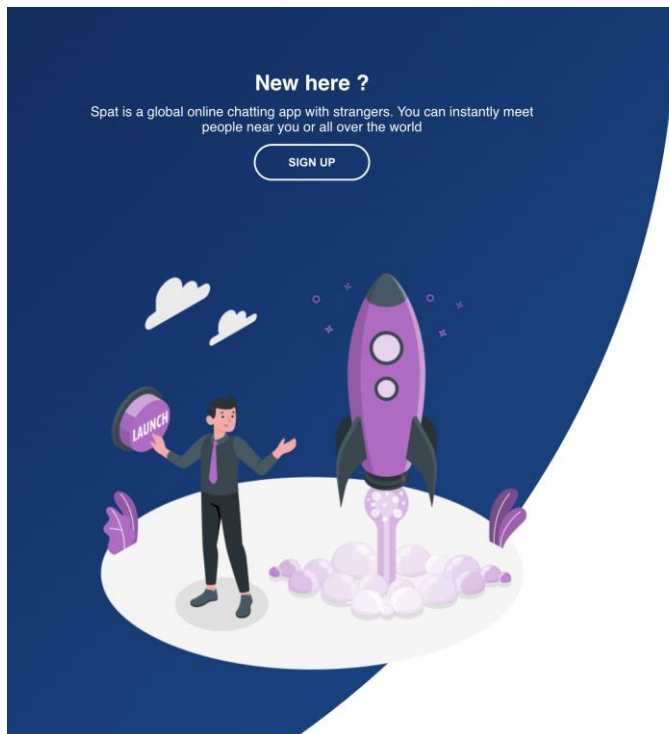 New here ?
Spat is a global online chatting app with strangers. You can instantly meet
people near you or all over the world
SIGN UP
LAUNCH